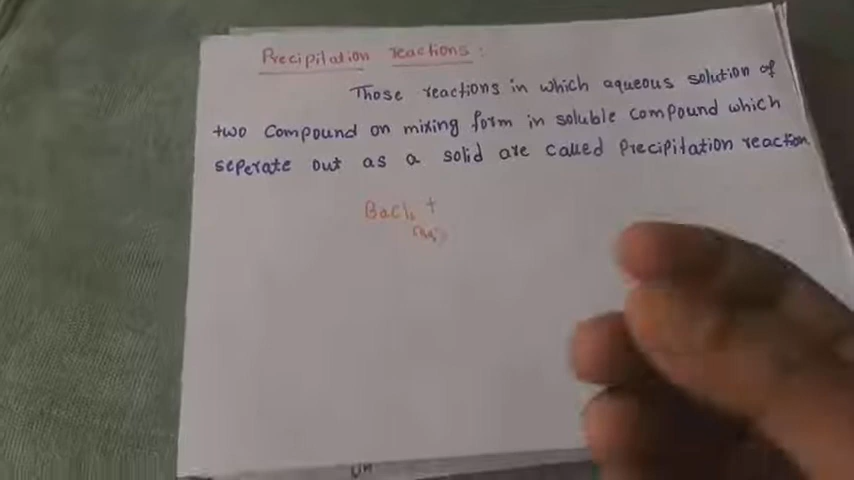 Precipitation reactions :
Those reactions in which aqueous solution of
two compound on mixing form in soluble compound which
seperate out as a solid are called Precipitation reaction
BaCl₂ +
(aq)